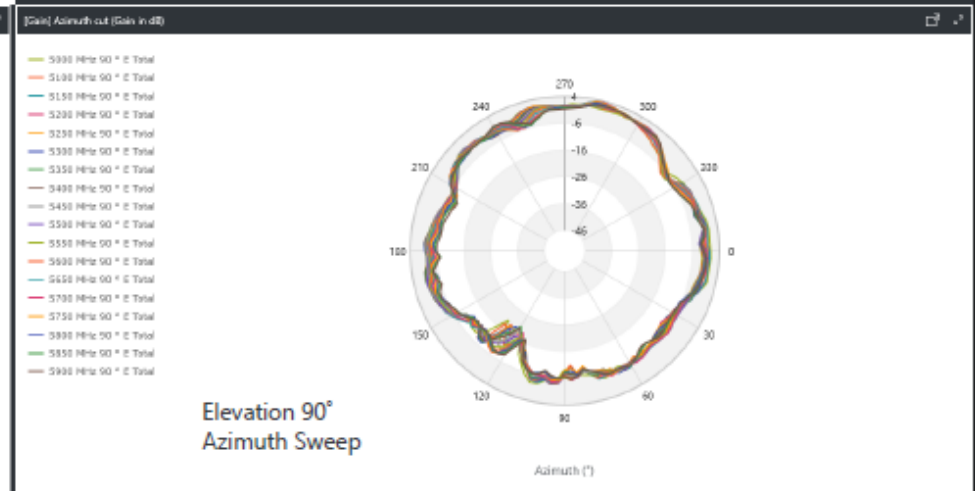 [Gain] Azimuth cut (Gain in dB)
5000 MHz 90 ° E Total
5100 MHz 90 ° E Total
5150 MHz 90 ° E Total
5200 MHz 90 ° E Total
5250 MHz 90 ° E Total
5300 MHz 90 ° E Total
5350 MHz 90 ° E Total
5400 MHz 90 ° E Total
5450 MHz 90 ° E Total
5500 MHz 90 ° E Total
5550 MHz 90 ° E Total
5600 MHz 90 ° E Total
5650 MHz 90 ° E Total
5700 MHz 90 ° E Total
5750 MHz 90 ° E Total
5800 MHz 90 ° E Total
5850 MHz 90 ° E Total
5900 MHz 90 ° E Total
270
4
240
300
-6
-16
210
330
-26
-36
-46
180
0
150
30
120
60
90
Elevation 90°
Azimuth Sweep
Azimuth (°)